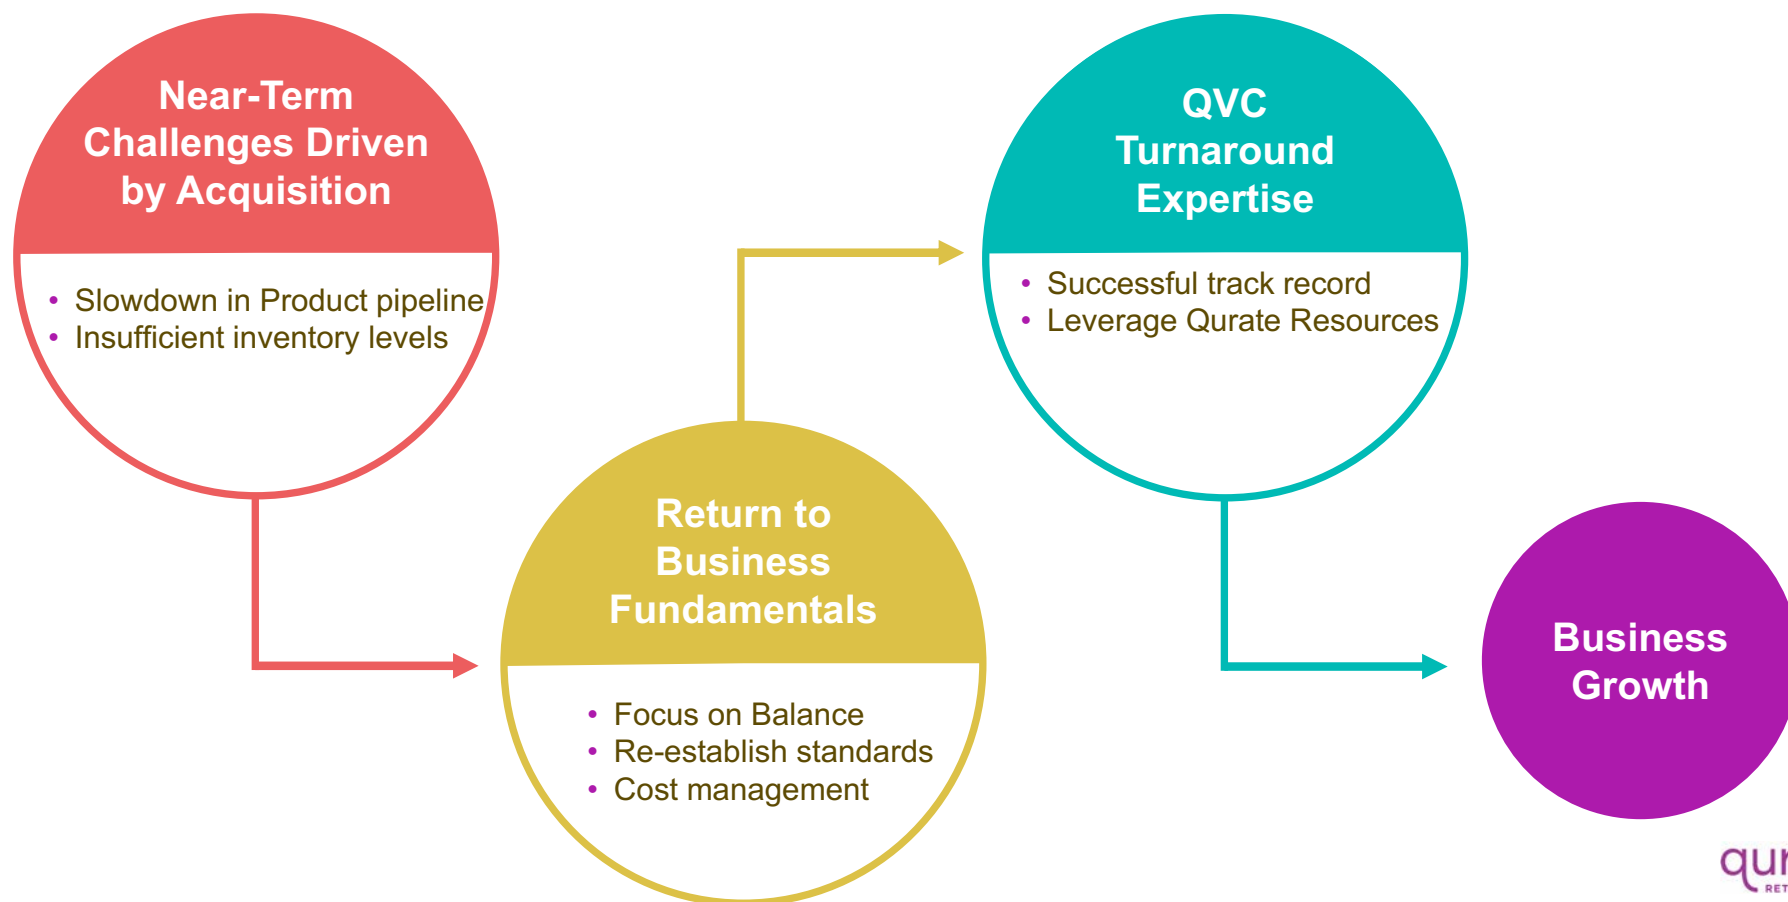 Near-Term
Challenges Driven
by Acquisition
• Slowdown in Product pipeline
• Insufficient inventory levels
Return to
Business
Fundamentals
• Focus on Balance
• Re-establish standards
• Cost management
QVC
Turnaround
Expertise
• Successful track record
• Leverage Qurate Resources
Business
Growth